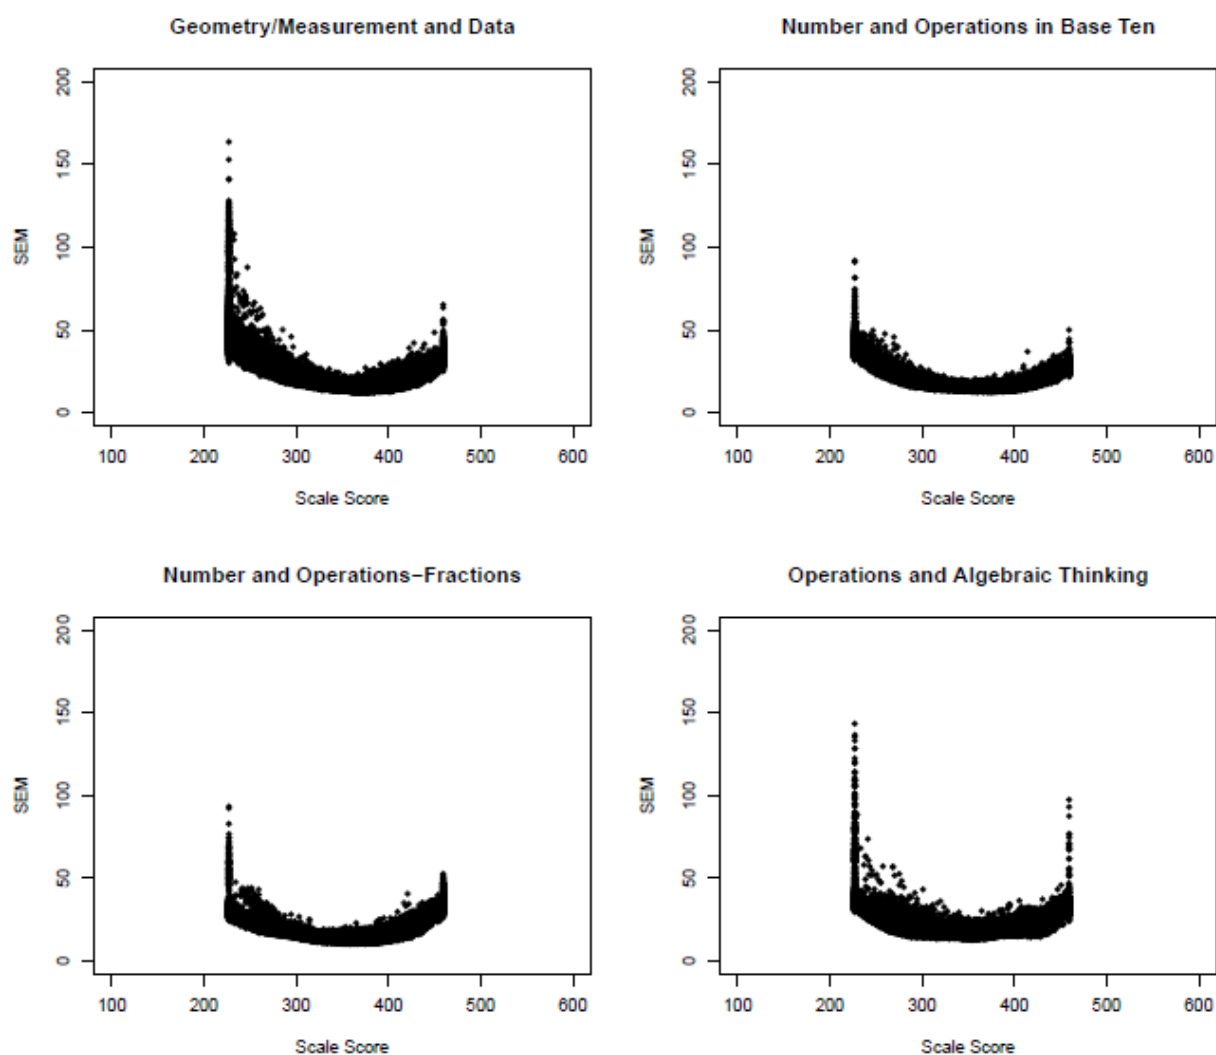 Geometry/Measurement and Data
200
150
100
50
0
SEM
100 200 300 400 500 600
Scale Score
Number and Operations in Base Ten
200
150
100
50
0
SEM
100 200 300 400 500 600
Scale Score
Number and Operations−Fractions
200
150
100
50
0
SEM
100 200 300 400 500 600
Scale Score
Operations and Algebraic Thinking
200
150
100
50
0
SEM
100 200 300 400 500 600
Scale Score